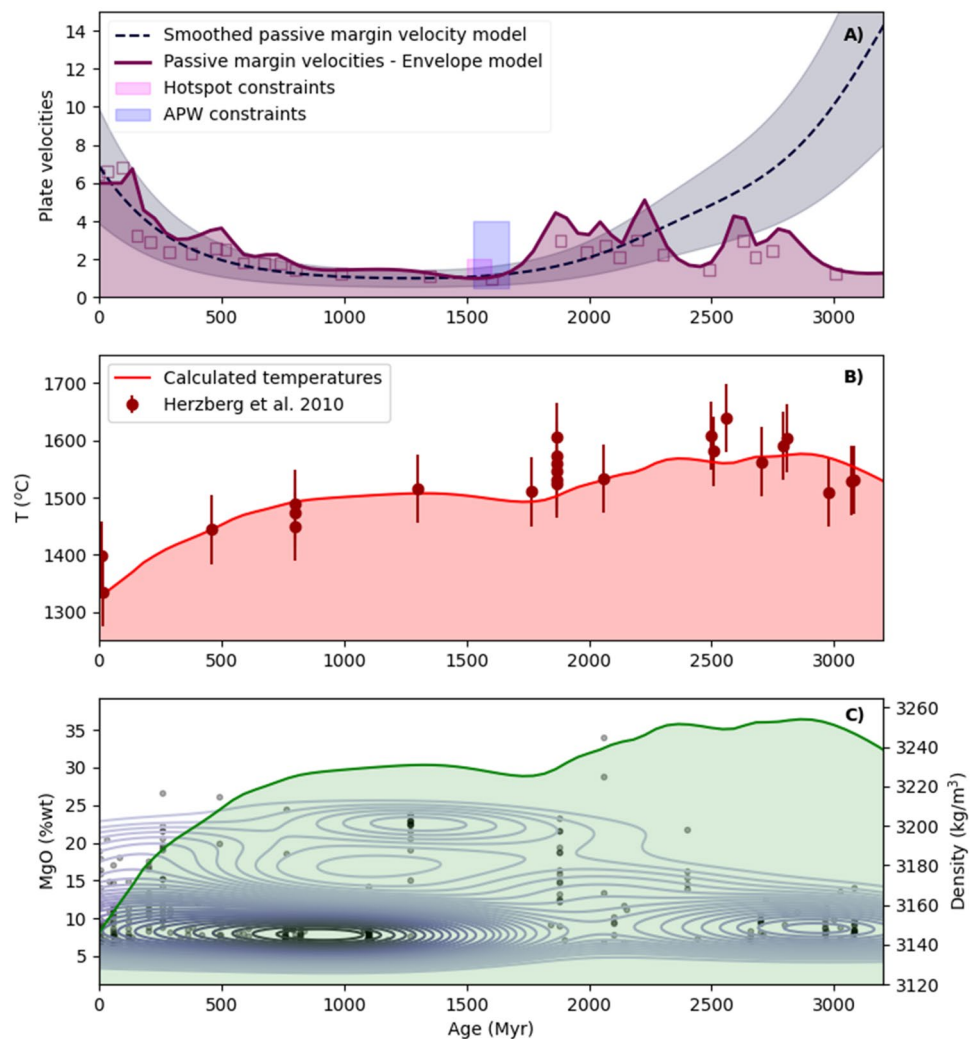 A)
Smoothed passive margin velocity model
Passive margin velocities - Envelope model
Hotspot constraints
APW constraints
Plate velocities
14
12
10
8
6
4
2
0
0 500 1000 1500 2000 2500 3000
B)
Calculated temperatures
Herzberg et al. 2010
T (°C)
1700
1600
1500
1400
1300
0 500 1000 1500 2000 2500 3000
C)
MgO (%wt)
35
30
25
20
15
10
5
Density (kg/m³)
3260
3240
3220
3200
3180
3160
3140
3120
0 500 1000 1500 2000 2500 3000
Age (Myr)